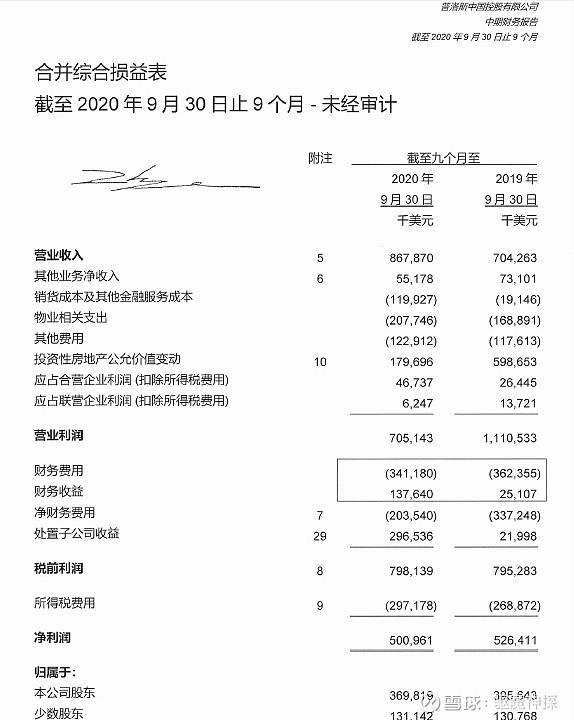 普洛斯中国控股有限公司
中期财务报告
截至 2020 年 9 月 30 日止 9 个月
合并综合损益表
截至 2020 年 9 月 30 日止 9 个月 - 未经审计
附注 截至九个月至
2020 年 2019 年
9 月 30 日 9 月 30 日
千美元 千美元
营业收入 5 867,870 704,263
其他业务净收入 6 55,178 73,101
销货成本及其他金融服务成本 (119,927) (19,146)
物业相关支出 (207,746) (168,891)
其他费用 (122,912) (117,613)
投资性房地产公允价值变动 10 179,696 598,653
应占合营企业利润 (扣除所得税费用) 46,737 26,445
应占联营企业利润 (扣除所得税费用) 6,247 13,721
营业利润 705,143 1,110,533
财务费用 (341,180) (362,355)
财务收益 137,640 25,107
净财务费用 7 (203,540) (337,248)
处置子公司收益 29 296,536 21,998
税前利润 8 798,139 795,283
所得税费用 9 (297,178) (268,872)
净利润 500,961 526,411
归属于：
本公司股东 369,819 395,643
少数股东 131,142 130,768
雪球：驱魔神探